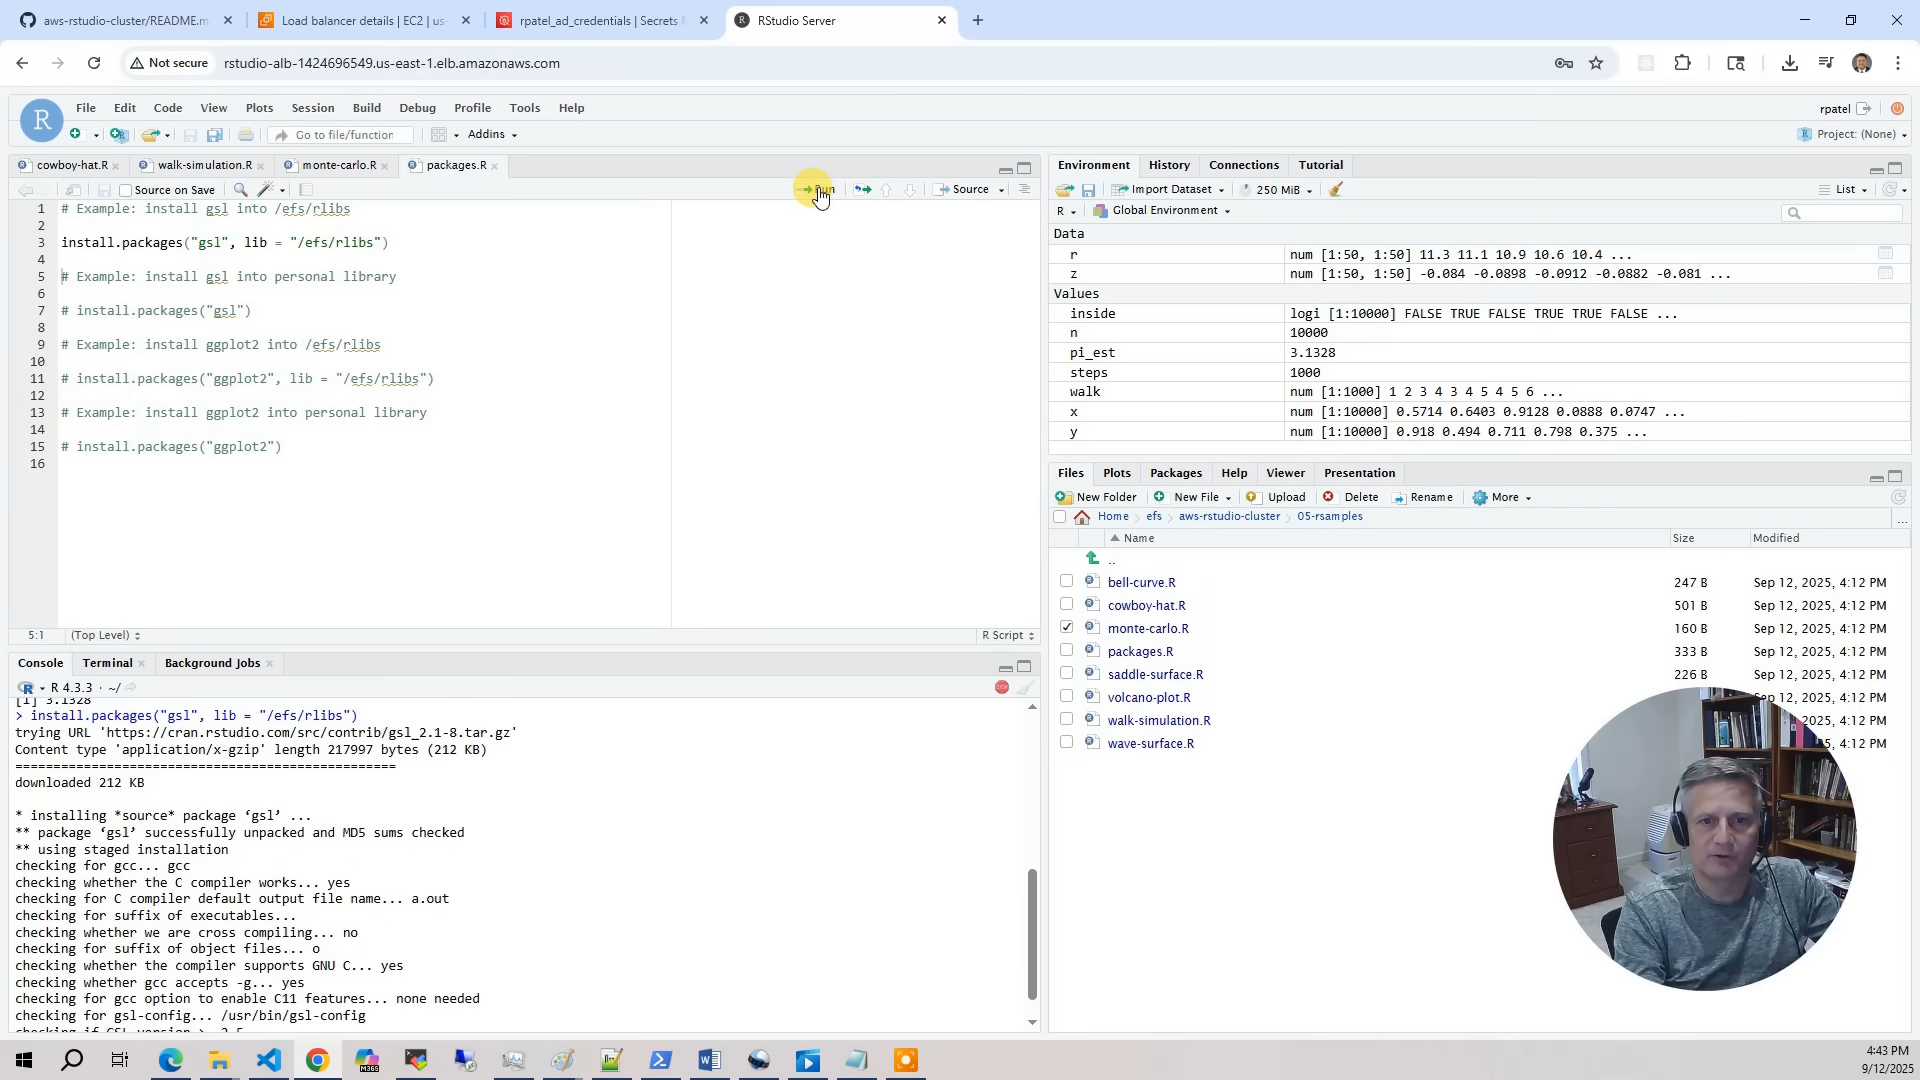 aws-rstudio-cluster/README.m
Load balancer details | EC2 | us-
rpatel_ad_credentials | Secrets
RStudio Server
Not secure
rstudio-alb-1424696549.us-east-1.elb.amazonaws.com
R
File Edit Code View Plots Session Build Debug Profile Tools Help
rpatel
Go to file/function
Addins
Project: (None)
cowboy-hat.R
walk-simulation.R
monte-carlo.R
packages.R
Source on Save
Run
Source
1 # Example: install gsl into /efs/rlibs
2
3 install.packages("gsl", lib = "/efs/rlibs")
4
5 # Example: install gsl into personal library
6
7 # install.packages("gsl")
8
9 # Example: install ggplot2 into /efs/rlibs
10
11 # install.packages("ggplot2", lib = "/efs/rlibs")
12
13 # Example: install ggplot2 into personal library
14
15 # install.packages("ggplot2")
16
5:1 (Top Level) R Script
Console Terminal Background Jobs
R 4.3.3 · ~/
[1] 3.1328
> install.packages("gsl", lib = "/efs/rlibs")
trying URL 'https://cran.rstudio.com/src/contrib/gsl_2.1-8.tar.gz'
Content type 'application/x-gzip' length 217997 bytes (212 KB)
==================================================
downloaded 212 KB
* installing *source* package ‘gsl’ ...
** package ‘gsl’ successfully unpacked and MD5 sums checked
** using staged installation
checking for gcc... gcc
checking whether the C compiler works... yes
checking for C compiler default output file name... a.out
checking for suffix of executables...
checking whether we are cross compiling... no
checking for suffix of object files... o
checking whether the compiler supports GNU C... yes
checking whether gcc accepts -g... yes
checking for gcc option to enable C11 features... none needed
checking for gsl-config... /usr/bin/gsl-config
checking if GSL version >= 2.5
Environment History Connections Tutorial
Import Dataset 250 MiB List
R Global Environment
Data
r num [1:50, 1:50] 11.3 11.1 10.9 10.6 10.4 ...
z num [1:50, 1:50] -0.084 -0.0898 -0.0912 -0.0882 -0.081 ...
Values
inside logi [1:10000] FALSE TRUE FALSE TRUE TRUE FALSE ...
n 10000
pi_est 3.1328
steps 1000
walk num [1:1000] 1 2 3 4 3 4 5 4 5 6 ...
x num [1:10000] 0.5714 0.6403 0.9128 0.0888 0.0747 ...
y num [1:10000] 0.918 0.494 0.711 0.798 0.375 ...
Files Plots Packages Help Viewer Presentation
New Folder New File Upload Delete Rename More
Home efs aws-rstudio-cluster 05-rsamples ...
Name Size Modified
..
bell-curve.R 247 B Sep 12, 2025, 4:12 PM
cowboy-hat.R 501 B Sep 12, 2025, 4:12 PM
monte-carlo.R 160 B Sep 12, 2025, 4:12 PM
packages.R 333 B Sep 12, 2025, 4:12 PM
saddle-surface.R 226 B Sep 12, 2025, 4:12 PM
volcano-plot.R ep 12, 2025, 4:12 PM
walk-simulation.R 2025, 4:12 PM
wave-surface.R 5, 4:12 PM
M365
4:43 PM
9/12/2025